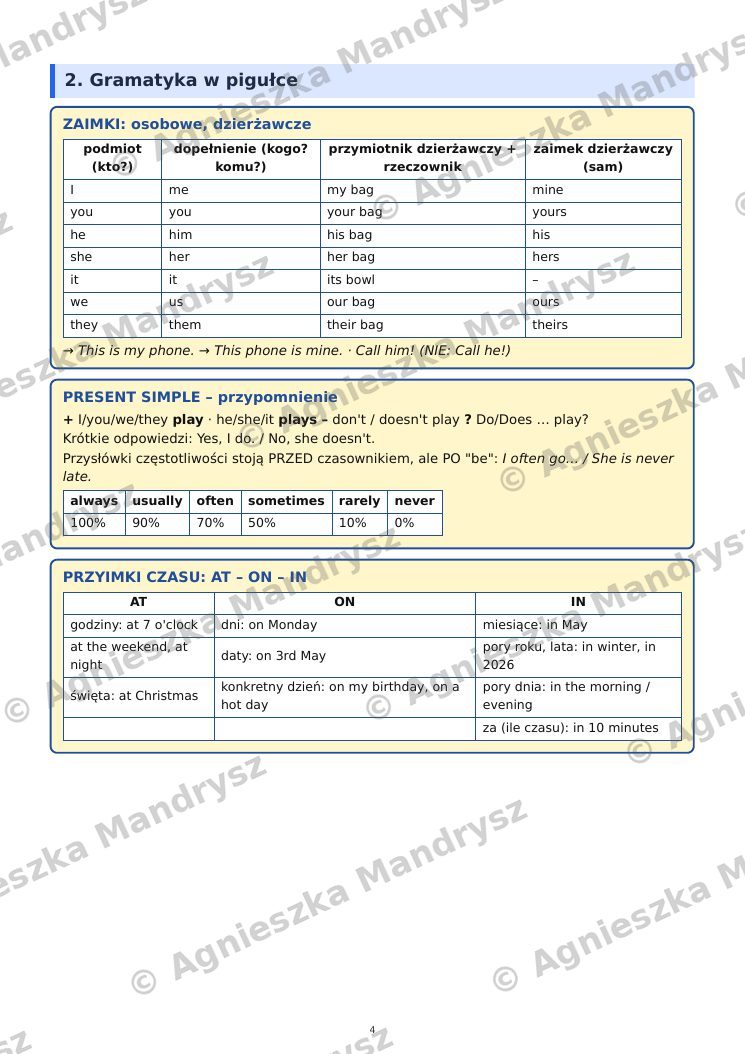 2. Gramatyka w pigułce
ZAIMKI: osobowe, dzierżawcze
podmiot (kto?) dopełnienie (kogo? komu?) przymiotnik dzierżawczy + rzeczownik zaimek dzierżawczy (sam)
I me my bag mine
you you your bag yours
he him his bag his
she her her bag hers
it it its bowl –
we us our bag ours
they them their bag theirs
→ This is my phone. → This phone is mine. · Call him! (NIE: Call he!)
PRESENT SIMPLE – przypomnienie
+ I/you/we/they play · he/she/it plays – don't / doesn't play ? Do/Does … play?
Krótkie odpowiedzi: Yes, I do. / No, she doesn't.
Przysłówki częstotliwości stoją PRZED czasownikiem, ale PO "be": I often go… / She is never
late.
always usually often sometimes rarely never
100% 90% 70% 50% 10% 0%
PRZYIMKI CZASU: AT – ON – IN
AT ON IN
godziny: at 7 o'clock dni: on Monday miesiące: in May
at the weekend, at night daty: on 3rd May pory roku, lata: in winter, in 2026
święta: at Christmas konkretny dzień: on my birthday, on a hot day pory dnia: in the morning / evening
za (ile czasu): in 10 minutes
4
© Agnieszka Mandrysz